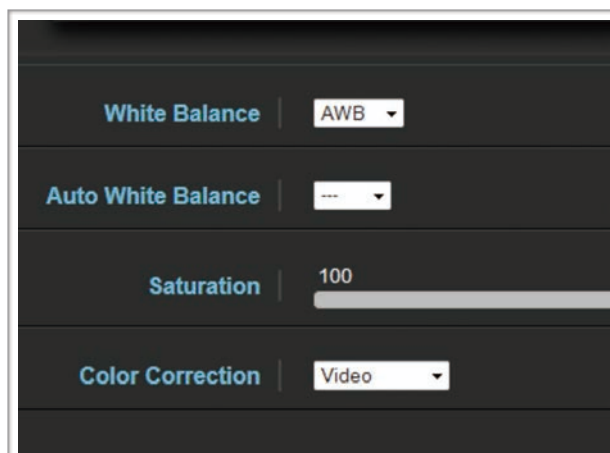 White Balance AWB
Auto White Balance ---
Saturation 100
Color Correction Video